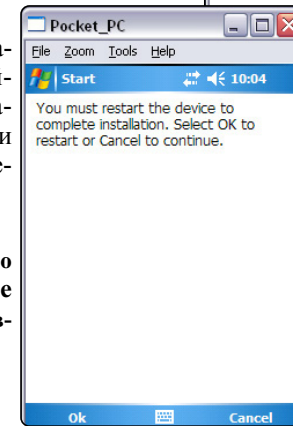 Pocket_PC
File Zoom Tools Help
Start 10:04
You must restart the device to
complete installation. Select OK to
restart or Cancel to continue.
Ok Cancel